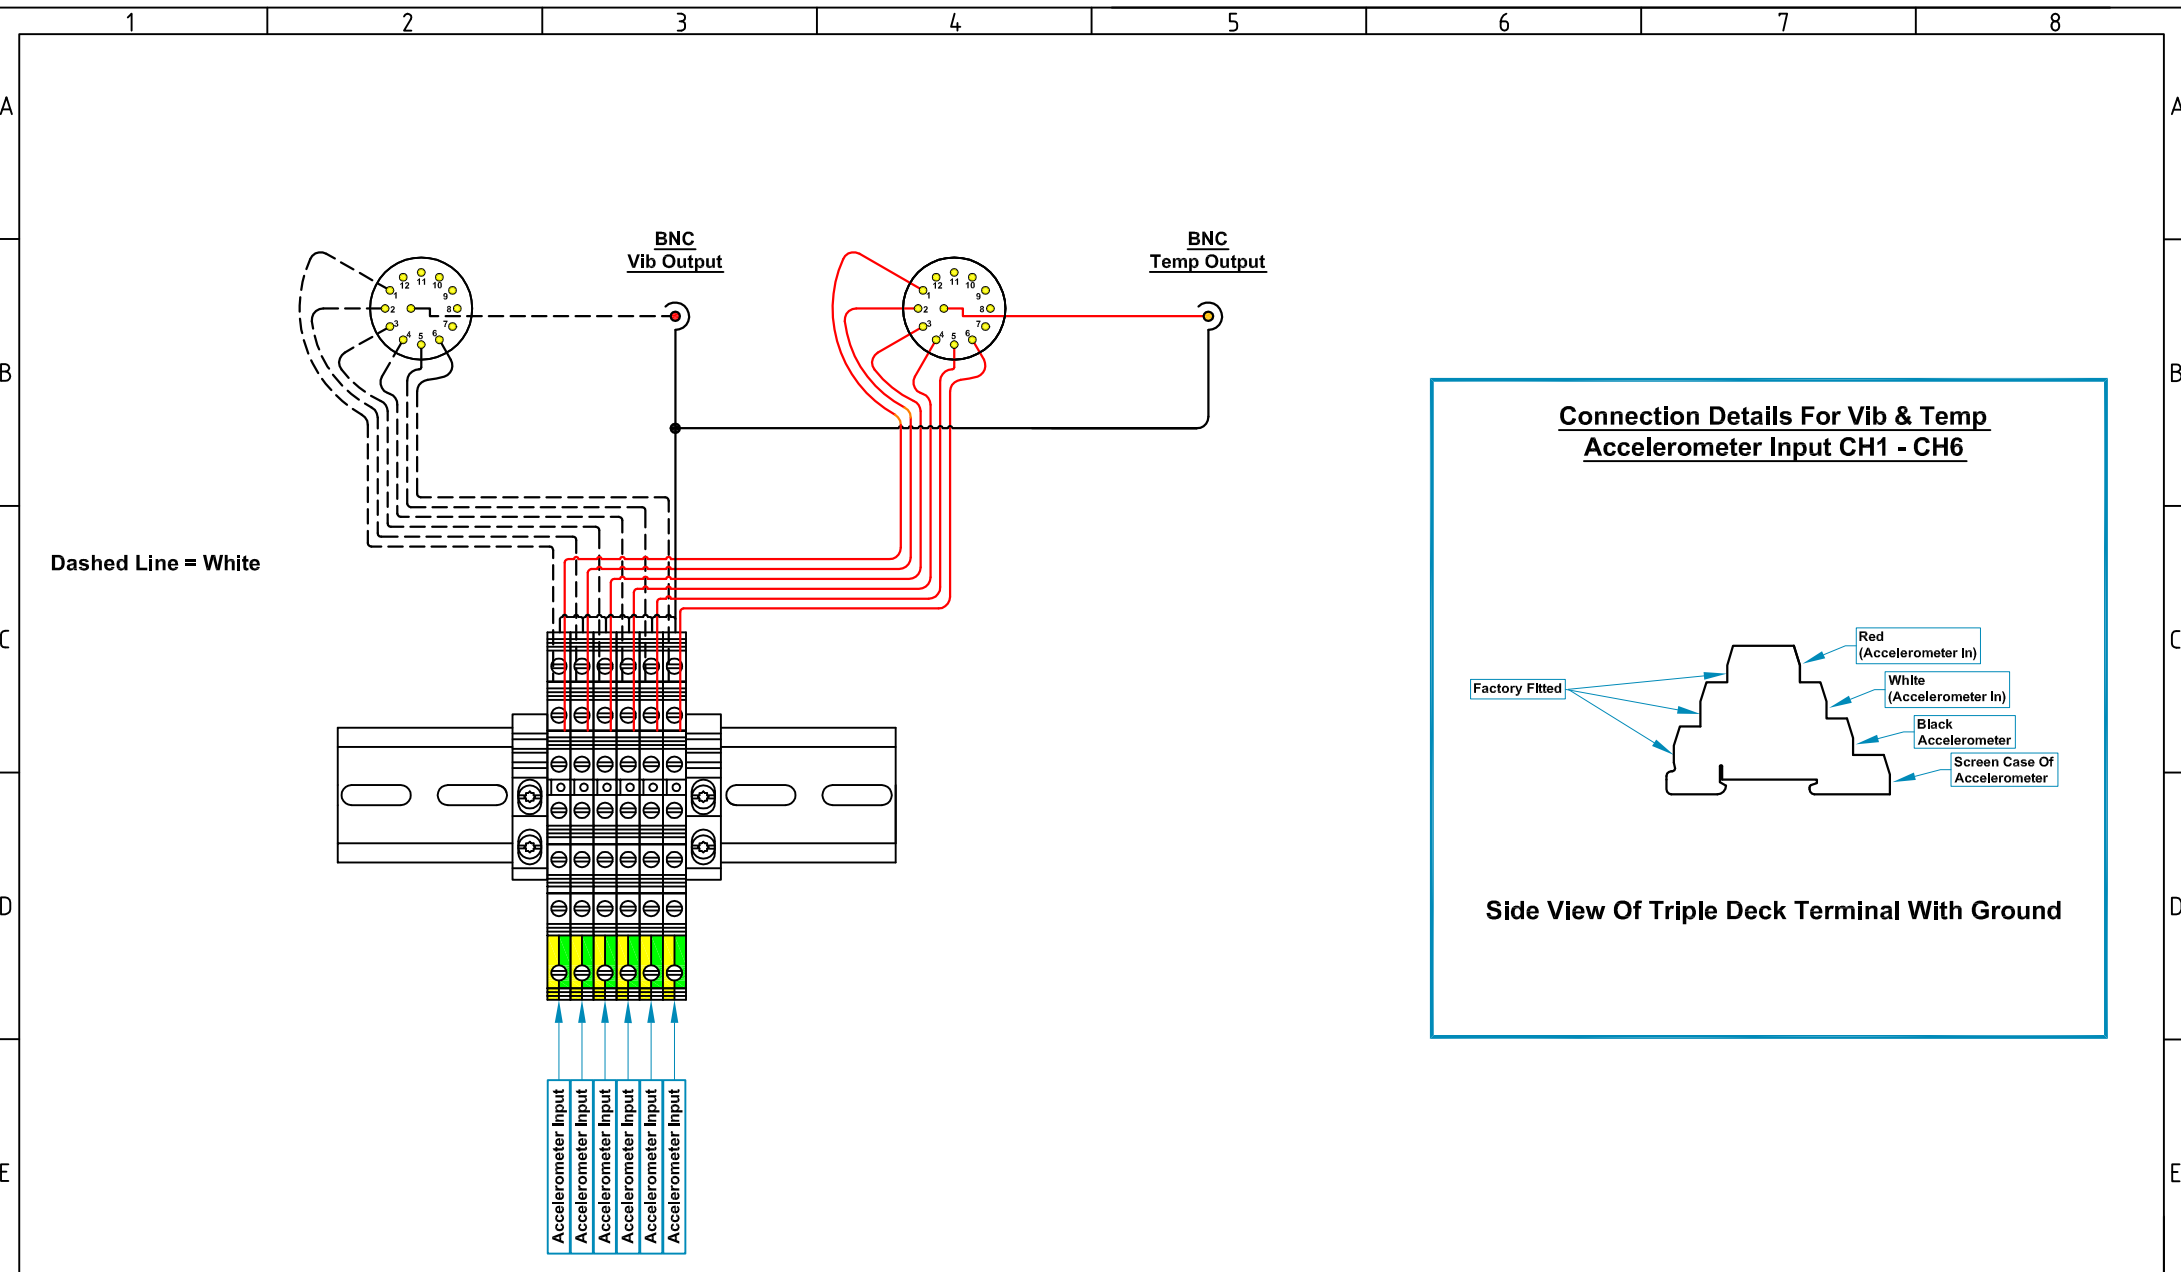 1 2 3 4 5 6 7 8
A A
BNC
Vib Output
BNC
Temp Output
12 11 10
1 9
2 8
3 7
4 5 6
12 11 10
1 9
2 8
3 7
4 5 6
B B
Connection Details For Vib & Temp
Accelerometer Input CH1 - CH6
Dashed Line = White
C C
Red
(Accelerometer In)
White
(Accelerometer In)
Factory Fitted
Black
Accelerometer
Screen Case Of
Accelerometer
D D
Side View Of Triple Deck Terminal With Ground
Accelerometer Input
Accelerometer Input
Accelerometer Input
Accelerometer Input
Accelerometer Input
Accelerometer Input
E E